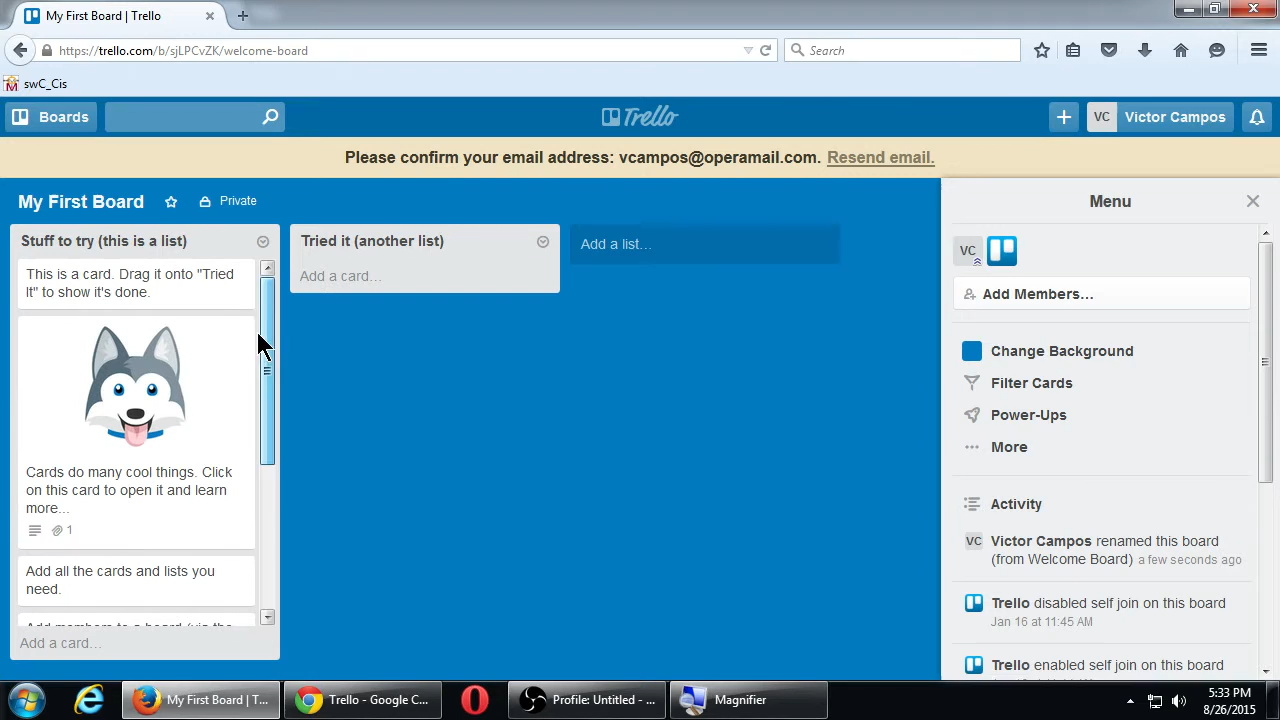 My First Board | Trello
https://trello.com/b/sjLPCvZK/welcome-board
Search
swC_Cis
Boards
Trello
VC
Victor Campos
Please confirm your email address: vcampos@operamail.com. Resend email.
My First Board
Private
Stuff to try (this is a list)
This is a card. Drag it onto "Tried
It" to show it's done.
Cards do many cool things. Click
on this card to open it and learn
more...
1
Add all the cards and lists you
need.
Add members to a board (via the
Add a card...
Tried it (another list)
Add a card...
Add a list...
Menu
VC
Add Members...
Change Background
Filter Cards
Power-Ups
More
Activity
VC
Victor Campos renamed this board
(from Welcome Board) a few seconds ago
Trello disabled self join on this board
Jan 16 at 11:45 AM
Trello enabled self join on this board
My First Board | T...
Trello - Google C...
Profile: Untitled - ...
Magnifier
5:33 PM
8/26/2015